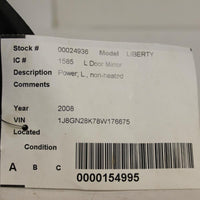 Stock # 00024936 Model LIBERTY
IC # 1585 L Door Mirror
Description Power, L, non-heated
Comments
Year 2008
VIN 1J8GN28K78W176675
Located
Condition
A B C
0000154995